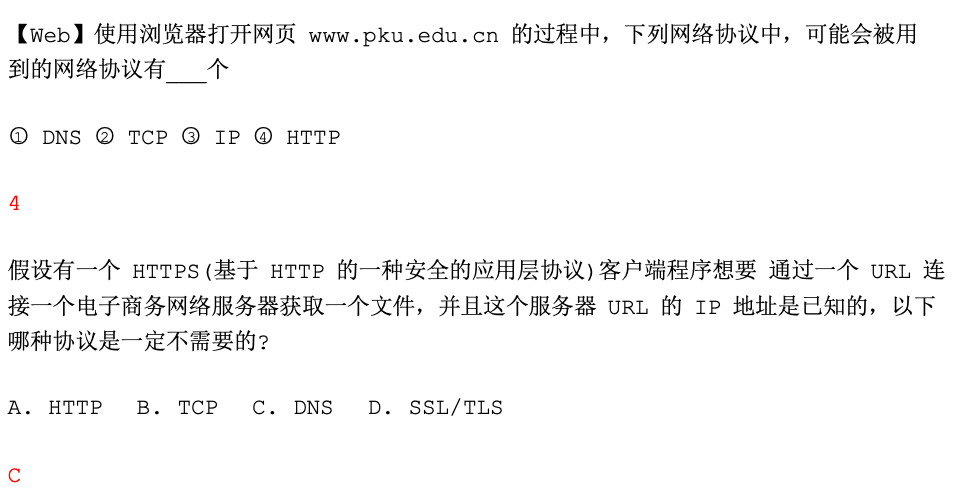 【Web】使用浏览器打开网页 www.pku.edu.cn 的过程中，下列网络协议中，可能会被用
到的网络协议有___个
① DNS ② TCP ③ IP ④ HTTP
4
假设有一个 HTTPS(基于 HTTP 的一种安全的应用层协议)客户端程序想要 通过一个 URL 连
接一个电子商务网络服务器获取一个文件，并且这个服务器 URL 的 IP 地址是已知的，以下
哪种协议是一定不需要的?
A. HTTP B. TCP C. DNS D. SSL/TLS
C